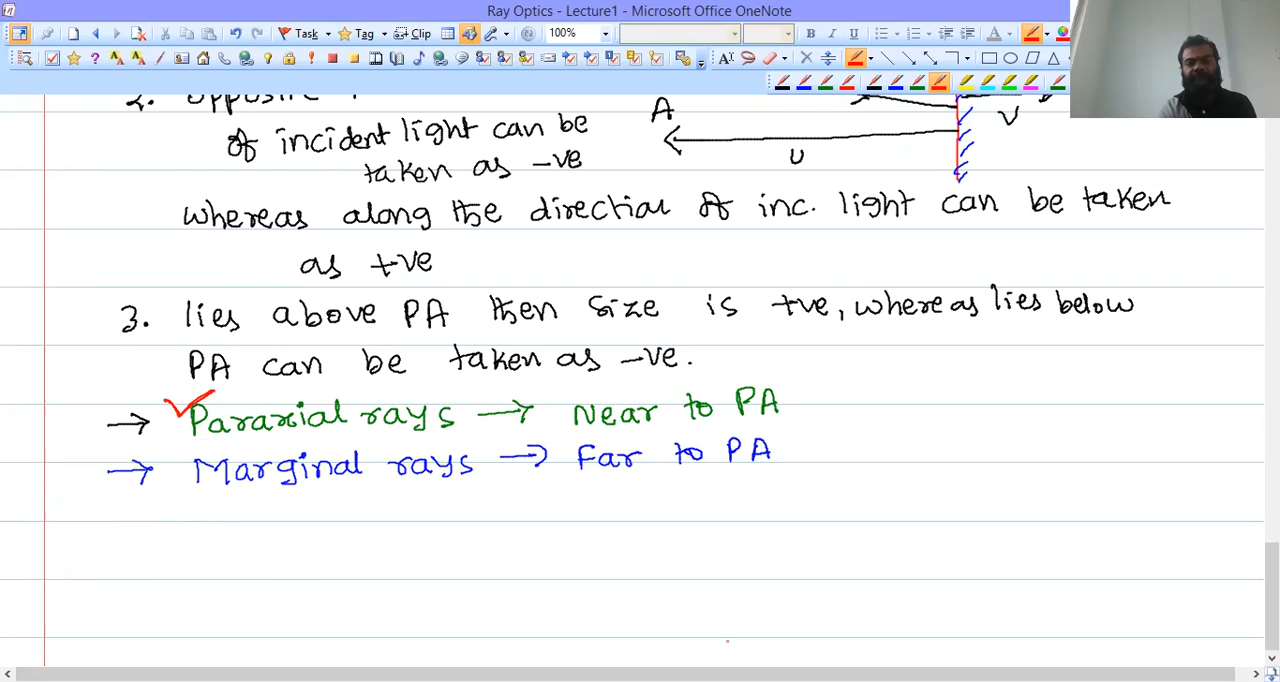 Ray Optics - Lecture1 - Microsoft Office OneNote
Task Tag Clip 100% B I U A
T
2. opposite
A
V
of incident light can be
U
taken as -ve
whereas along the direction of inc. light can be taken
as +ve
3. lies above PA then size is +ve, whereas lies below
PA can be taken as -ve.
→ Paraxial rays → Near to PA
→ Marginal rays → Far to PA